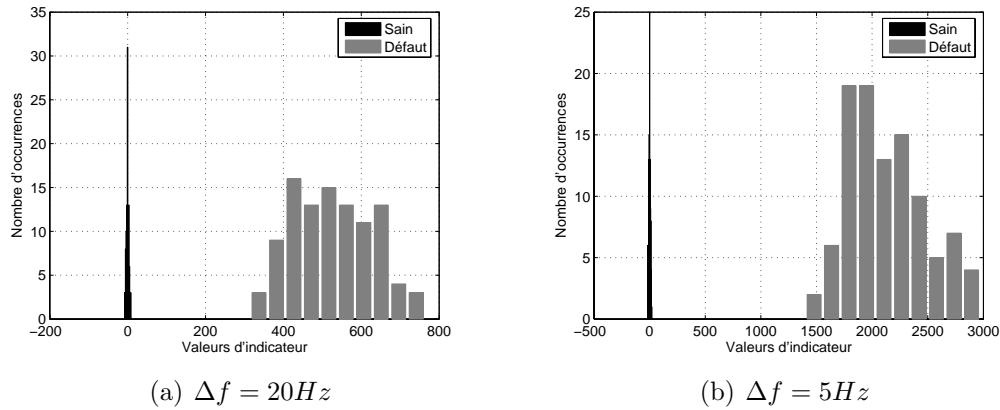 35
30
25
20
15
10
5
0
−200 0 200 400 600 800
Nombre d'occurrences
Valeurs d'indicateur
Sain
Défaut
(a) Δf = 20Hz
25
20
15
10
5
0
−500 0 500 1000 1500 2000 2500 3000
Nombre d'occurrences
Valeurs d'indicateur
Sain
Défaut
(b) Δf = 5Hz